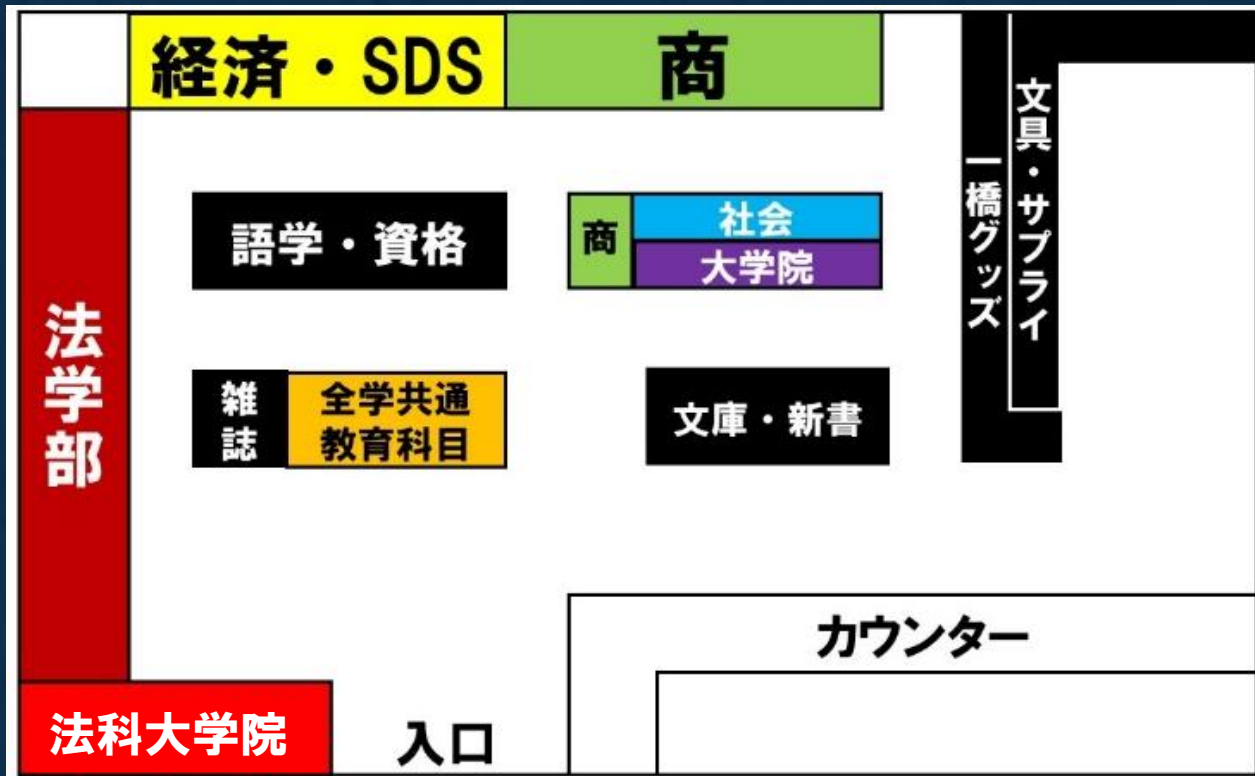 経済・SDS
商
文具・サプライ
一橋グッズ
語学・資格
商
社会
大学院
法学部
雑誌
全学共通
教育科目
文庫・新書
カウンター
法科大学院
入口